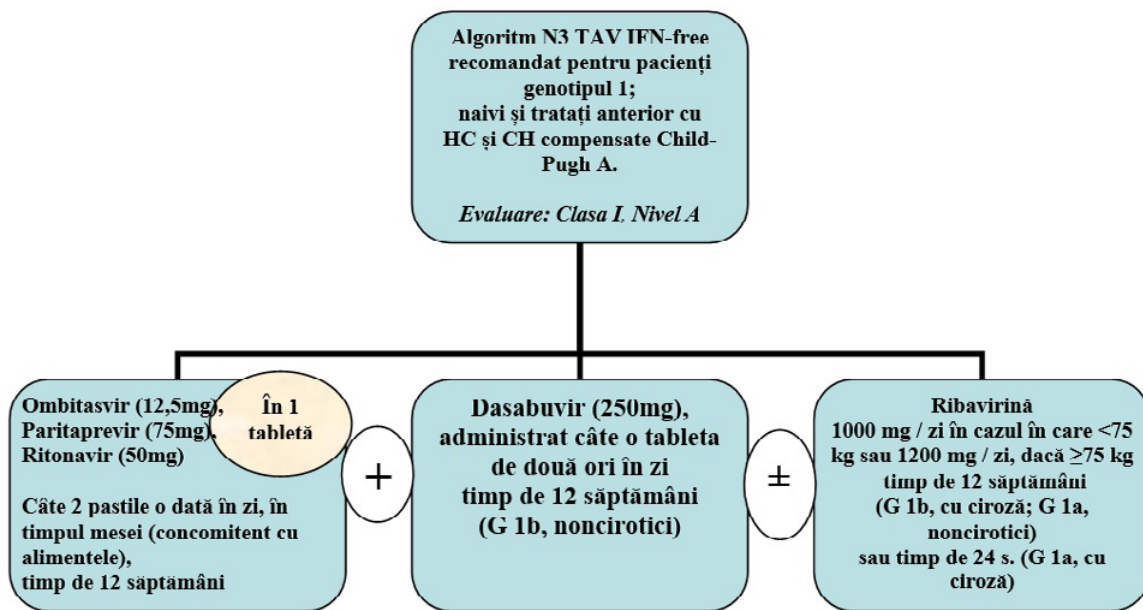 Algoritm N3 TAV IFN-free
recomandat pentru pacienți
genotipul 1;
naivi și tratați anterior cu
HC și CH compensate Child-
Pugh A.
Evaluare: Clasa I, Nivel A
Ombitasvir (12,5mg),
Paritaprevir (75mg),
Ritonavir (50mg)
Câte 2 pastile o dată în zi, în
timpul mesei (concomitent cu
alimentele),
timp de 12 săptămâni
În 1
tabletă
+
Dasabuvir (250mg),
administrat câte o tableta
de două ori în zi
timp de 12 săptămâni
(G 1b, noncirotici)
±
Ribavirină
1000 mg / zi în cazul în care <75
kg sau 1200 mg / zi, dacă ≥75 kg
timp de 12 săptămâni
(G 1b, cu ciroză; G 1a,
noncirotici)
sau timp de 24 s. (G 1a, cu
ciroză)